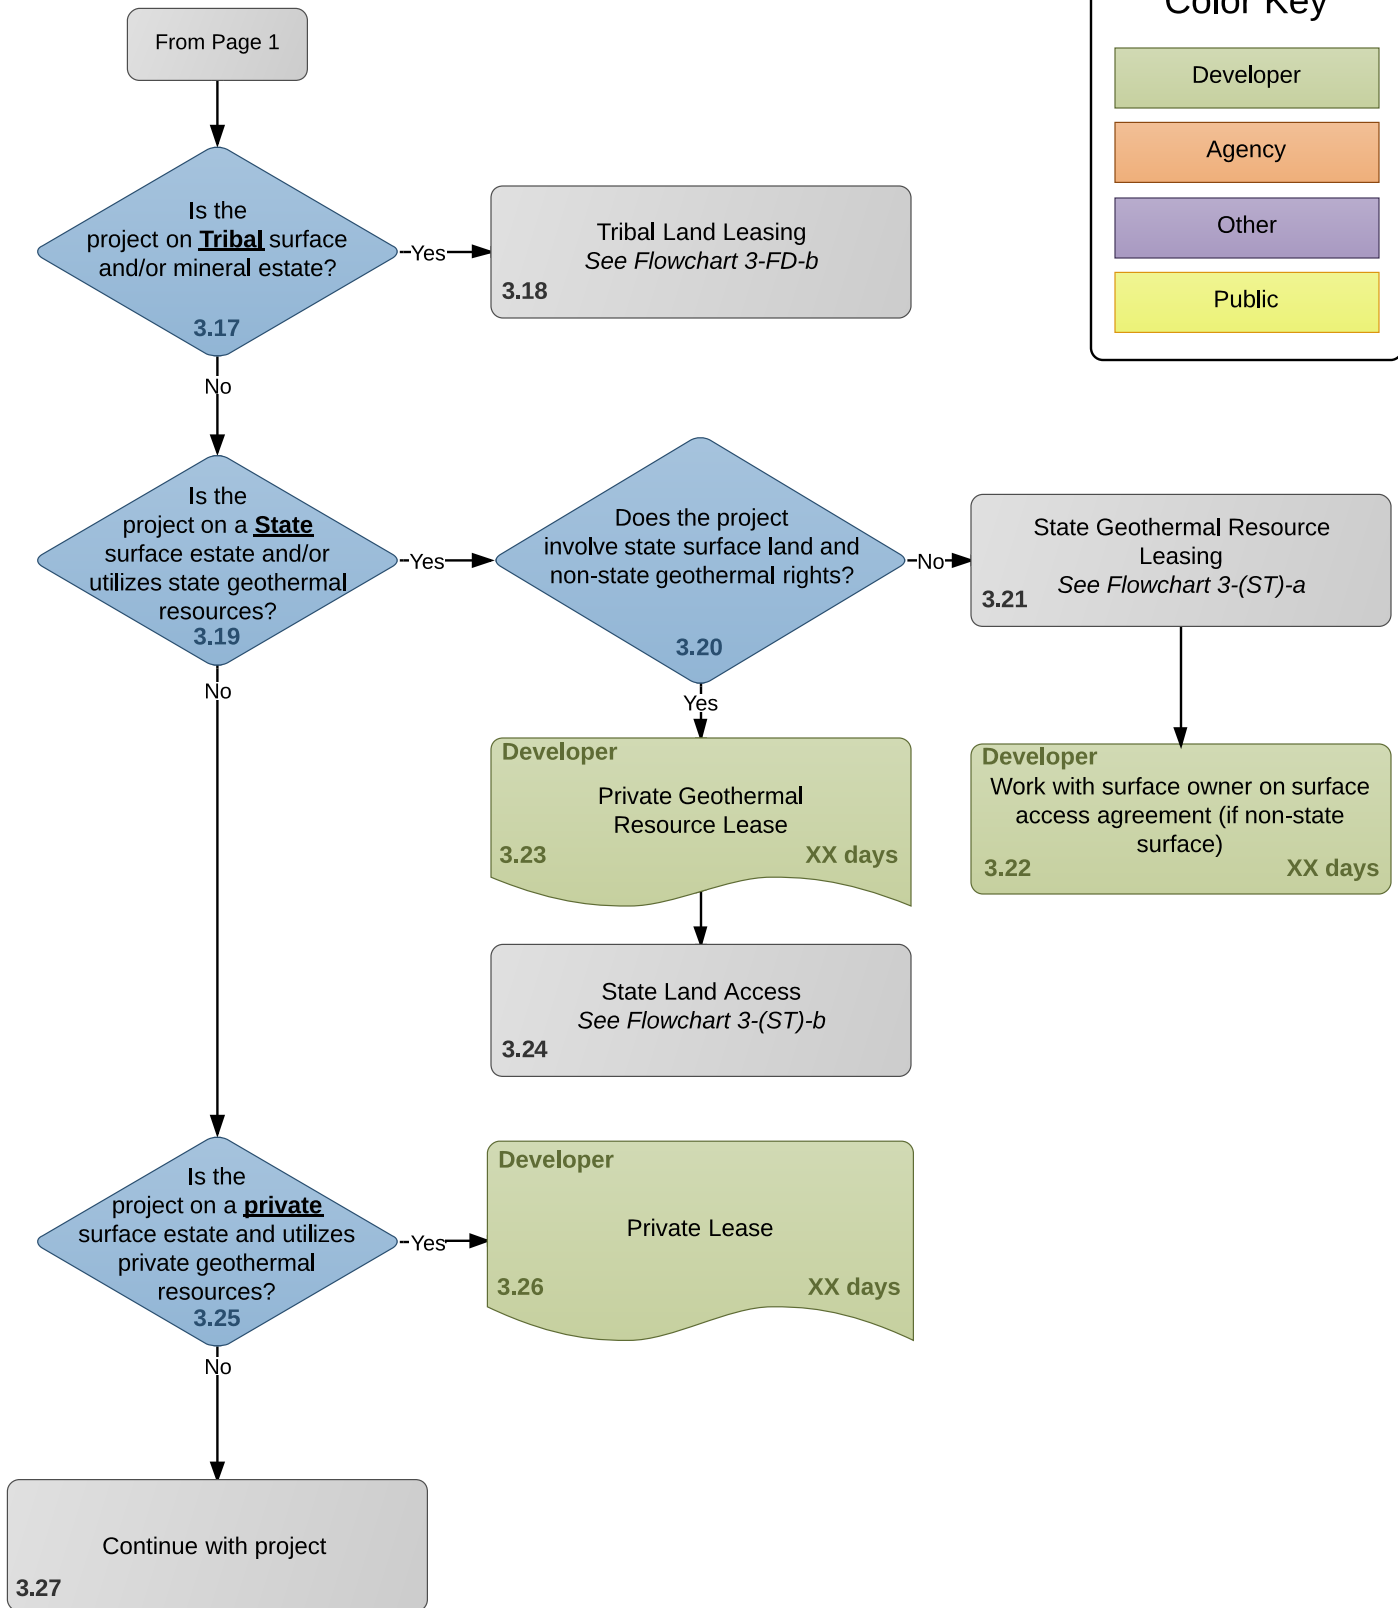 Color Key
Developer
Agency
Other
Public
From Page 1
Is the
project on Tribal surface
and/or mineral estate?
3.17
Yes
Tribal Land Leasing
See Flowchart 3-FD-b
3.18
No
Is the
project on a State
surface estate and/or
utilizes state geothermal
resources?
3.19
Yes
Does the project
involve state surface land and
non-state geothermal rights?
3.20
No
State Geothermal Resource
Leasing
See Flowchart 3-(ST)-a
3.21
Yes
No
Developer
Private Geothermal
Resource Lease
3.23
XX days
Developer
Work with surface owner on surface
access agreement (if non-state
surface)
3.22
XX days
State Land Access
See Flowchart 3-(ST)-b
3.24
Is the
project on a private
surface estate and utilizes
private geothermal
resources?
3.25
Yes
Developer
Private Lease
3.26
XX days
No
Continue with project
3.27